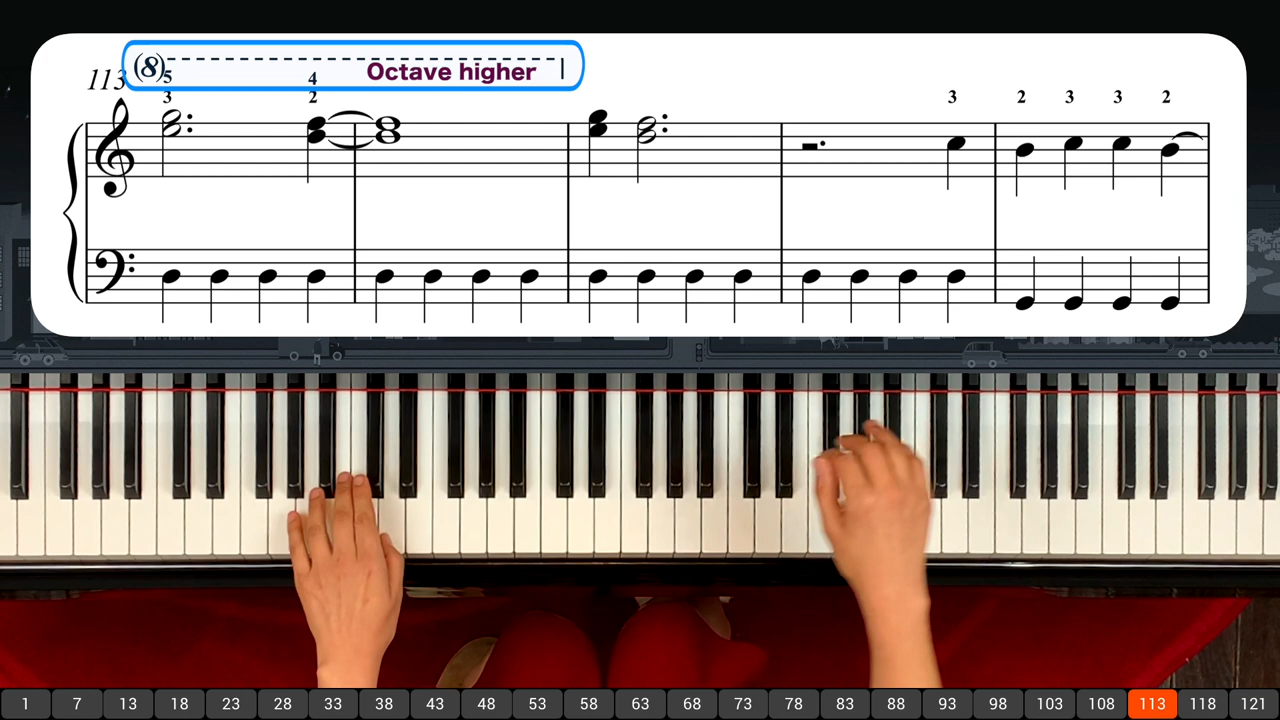 (8) Octave higher
113 5 4
3 2 3 2 3 3 2
1 7 13 18 23 28 33 38 43 48 53 58 63 68 73 78 83 88 93 98 103 108 113 118 121